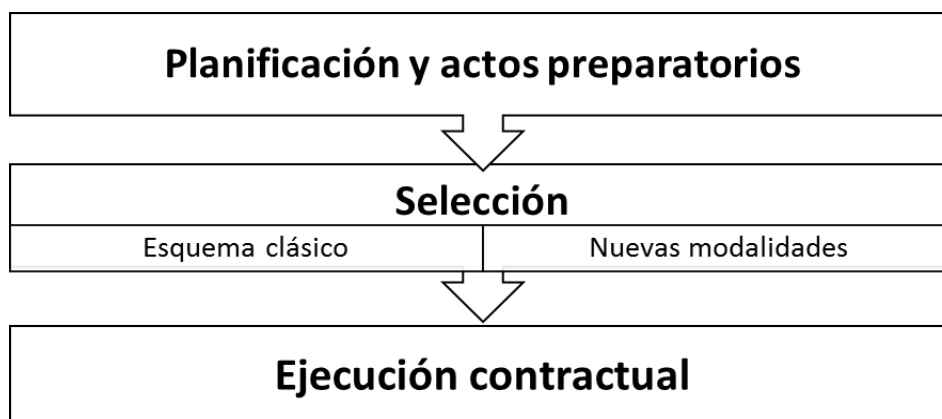 Planificación y actos preparatorios
Selección
Esquema clásico
Nuevas modalidades
Ejecución contractual